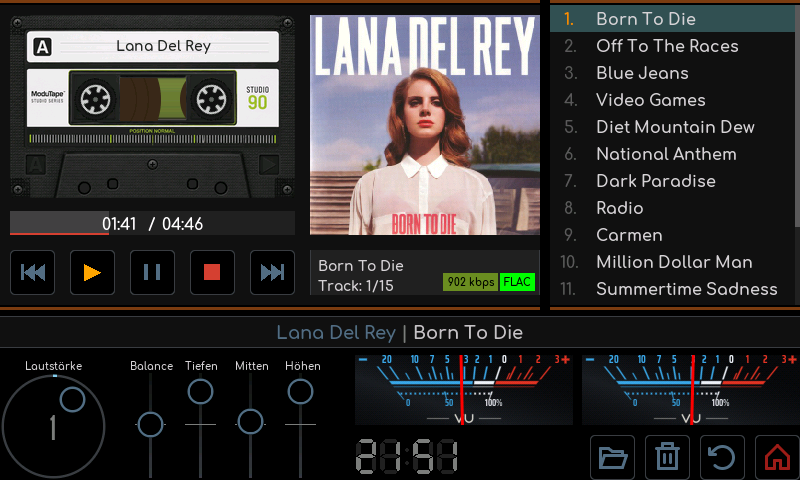 A Lana Del Rey
ModuTape™
STUDIO SERIES
STUDIO
90
POSITION NORMAL
A
01:41 / 04:46
LANA DEL REY
BORN TO DIE
Born To Die
Track: 1/15
902 kbps FLAC
1. Born To Die
2. Off To The Races
3. Blue Jeans
4. Video Games
5. Diet Mountain Dew
6. National Anthem
7. Dark Paradise
8. Radio
9. Carmen
10. Million Dollar Man
11. Summertime Sadness
Lana Del Rey | Born To Die
Lautstärke
1
Balance Tiefen Mitten Höhen
− 20 10 7 5 3 2 1 0 1 2 3 +
0 50 100%
VU
− 20 10 7 5 3 2 1 0 1 2 3 +
0 50 100%
VU
21:51